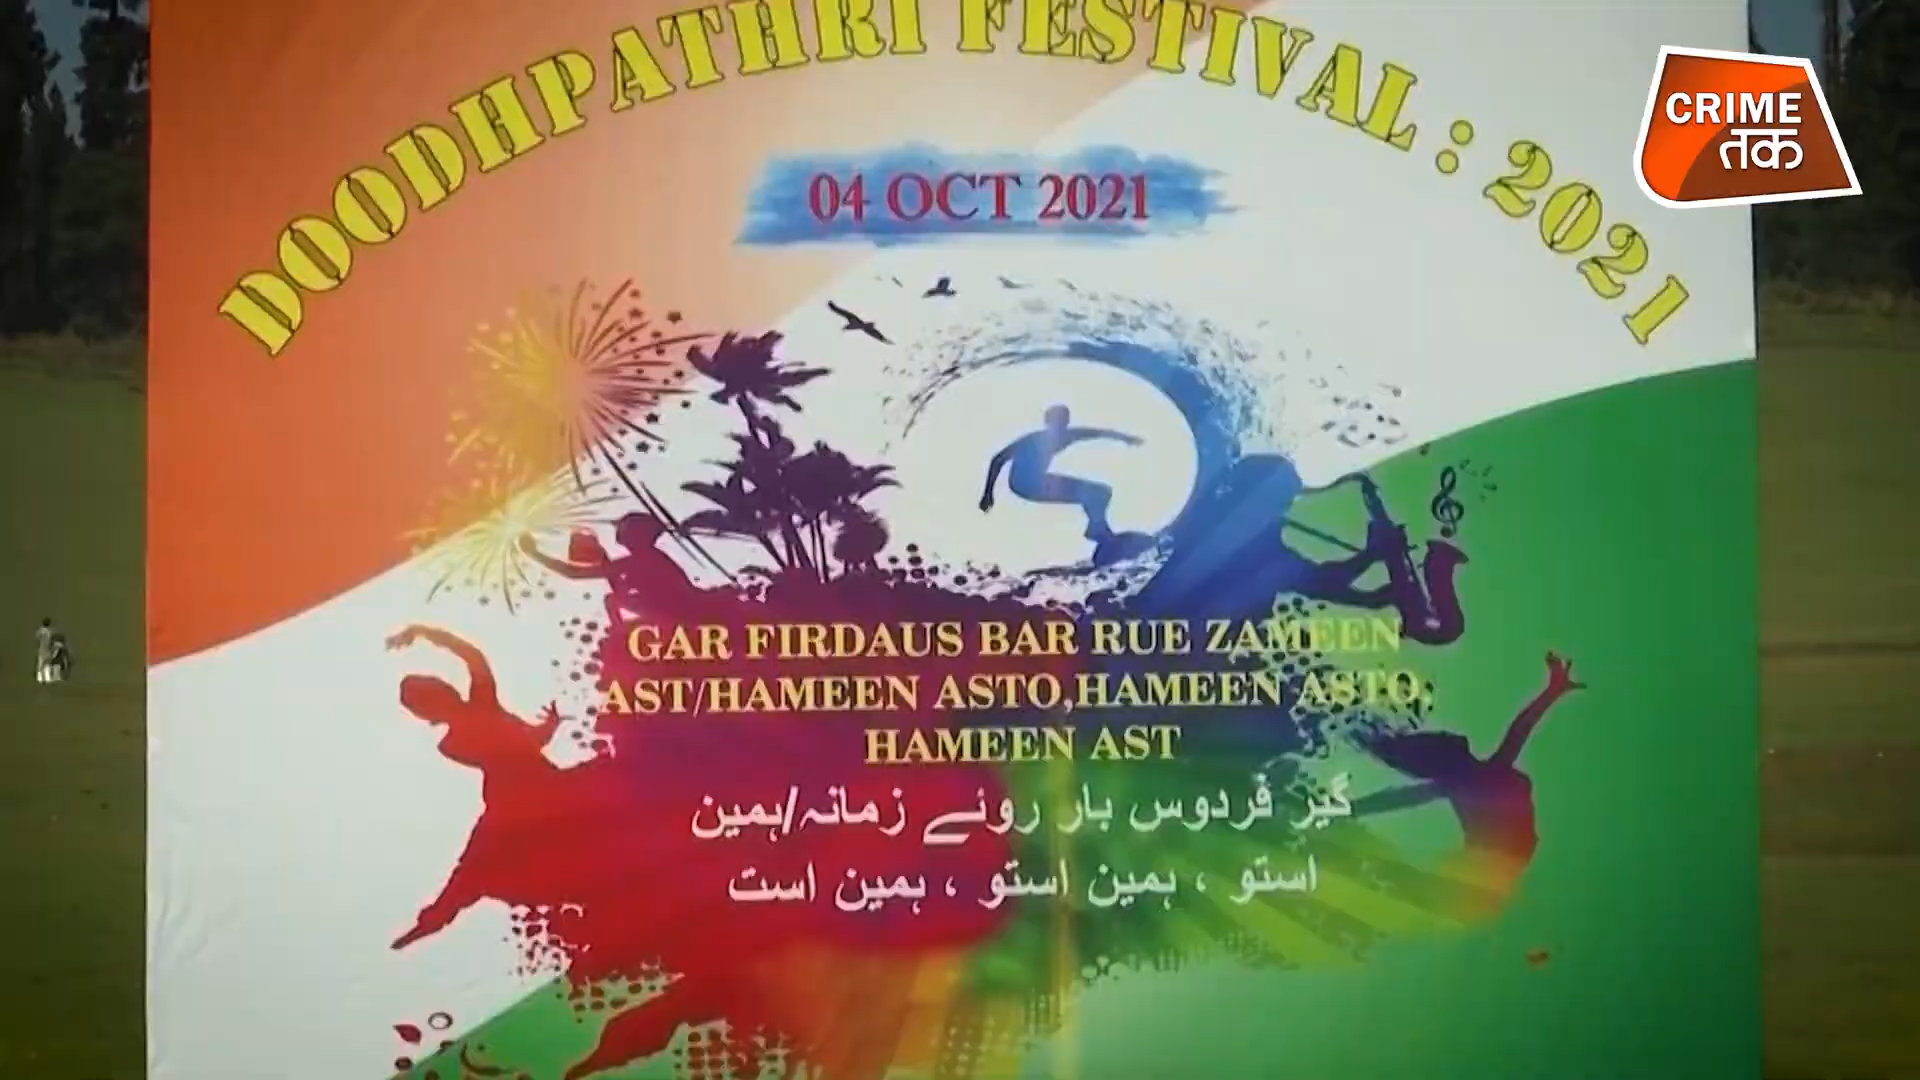 DOODHPATHRI FESTIVAL : 2021
CRIME
तक
04 OCT 2021
GAR FIRDAUS BAR RUE ZAMEEN
AST/HAMEEN ASTO,HAMEEN ASTO,
HAMEEN AST
گیر فردوس بار روئے زمانہ/ہمین
استو ، ہمین استو ، ہمین است